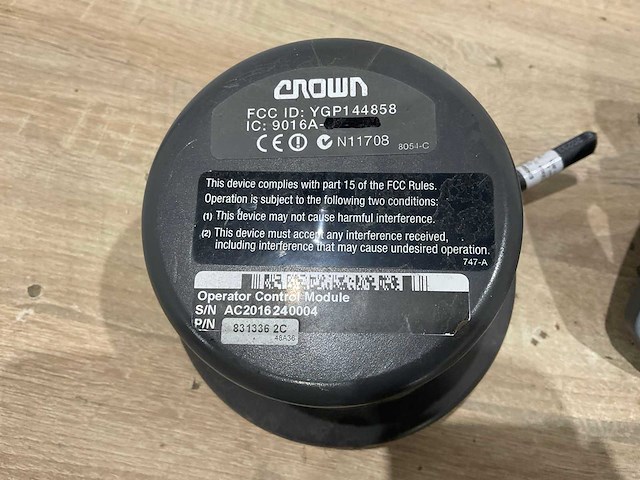 CROWN
FCC ID: YGP144858
IC: 9016A-
CE N11708 8054-C
This device complies with part 15 of the FCC Rules.
Operation is subject to the following two conditions:
(1) This device may not cause harmful interference.
(2) This device must accept any interference received,
including interference that may cause undesired operation.
747-A
Operator Control Module
S/N AC2016240004
P/N 831336 2C
48A36